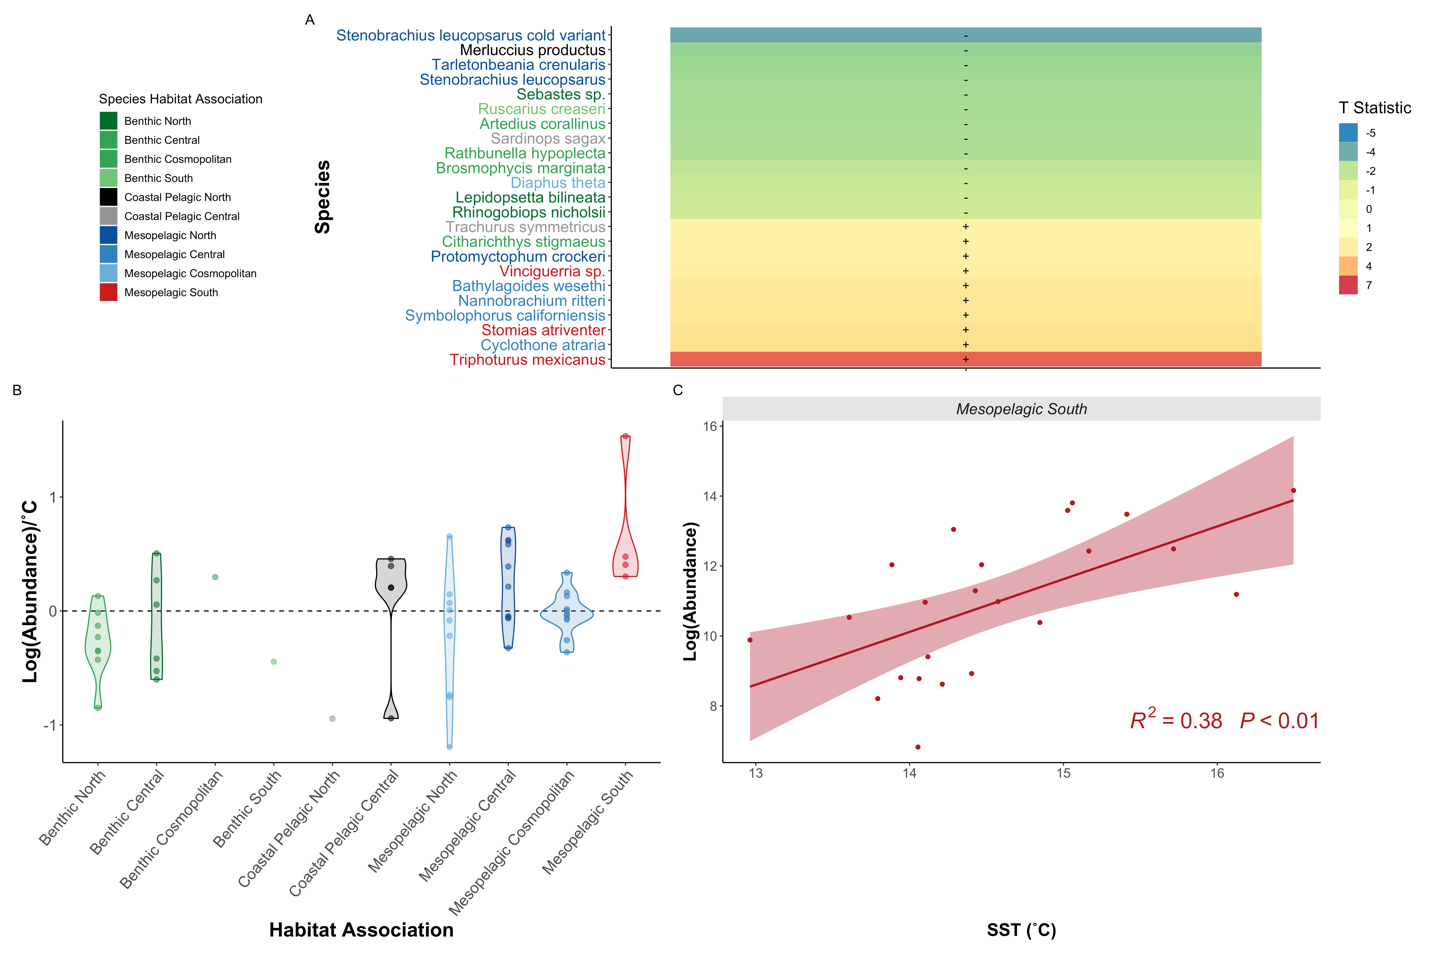 A
Species
Stenobrachius leucopsarus cold variant -
Merluccius productus -
Tarletonbeania crenularis -
Stenobrachius leucopsarus -
Sebastes sp. -
Ruscarius creaseri -
Artedius corallinus -
Sardinops sagax -
Rathbunella hypoplecta -
Brosmophycis marginata -
Diaphus theta -
Lepidopsetta bilineata -
Rhinogobiops nicholsii -
Trachurus symmetricus +
Citharichthys stigmaeus +
Protomyctophum crockeri +
Vinciguerria sp. +
Bathylagoides wesethi +
Nannobrachium ritteri +
Symbolophorus californiensis +
Stomias atriventer +
Cyclothone atraria +
Triphoturus mexicanus +
Species Habitat Association
Benthic North
Benthic Central
Benthic Cosmopolitan
Benthic South
Coastal Pelagic North
Coastal Pelagic Central
Mesopelagic North
Mesopelagic Central
Mesopelagic Cosmopolitan
Mesopelagic South
T Statistic
-5
-4
-2
-1
0
1
2
4
7
B
Log(Abundance)/˚C
1
0
-1
Benthic North
Benthic Central
Benthic Cosmopolitan
Benthic South
Coastal Pelagic North
Coastal Pelagic Central
Mesopelagic North
Mesopelagic Central
Mesopelagic Cosmopolitan
Mesopelagic South
Habitat Association
C
Mesopelagic South
Log(Abundance)
16
14
12
10
8
R² = 0.38 P < 0.01
13 14 15 16
SST (˚C)